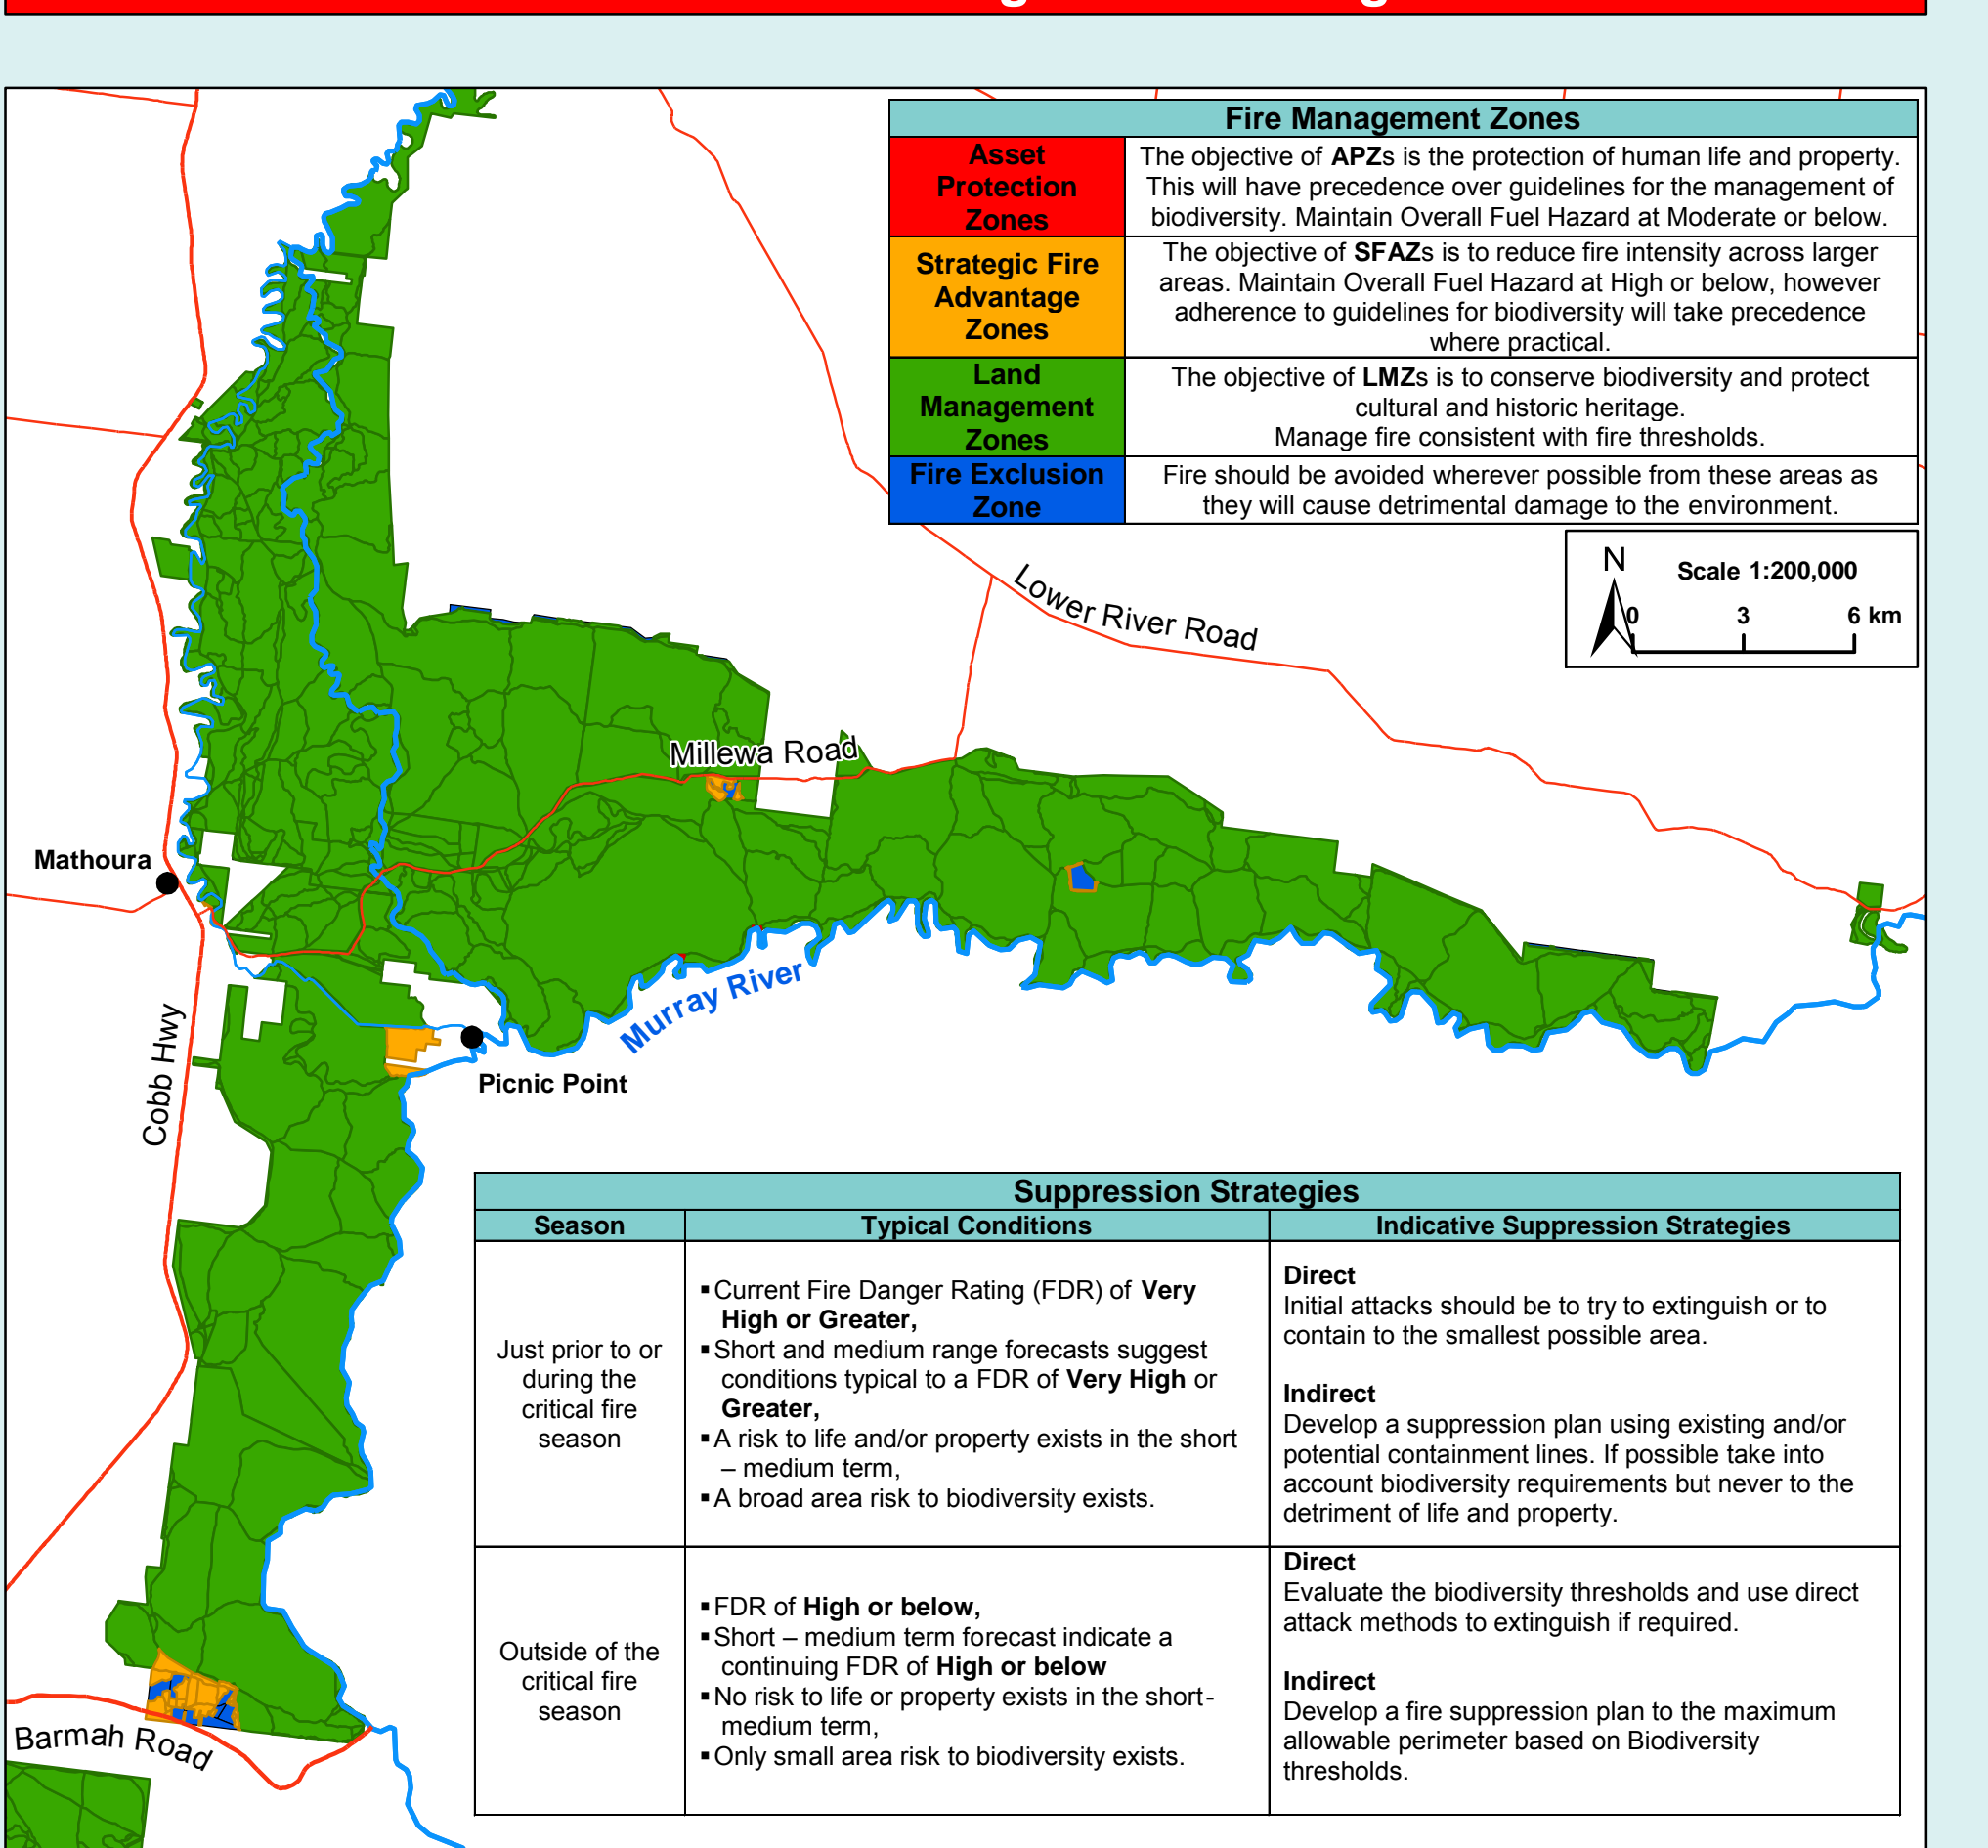 Fire Management Zones
Asset
Protection
Zones
The objective of APZs is the protection of human life and property.
This will have precedence over guidelines for the management of
biodiversity. Maintain Overall Fuel Hazard at Moderate or below.
Strategic Fire
Advantage
Zones
The objective of SFAZs is to reduce fire intensity across larger
areas. Maintain Overall Fuel Hazard at High or below, however
adherence to guidelines for biodiversity will take precedence
where practical.
Land
Management
Zones
The objective of LMZs is to conserve biodiversity and protect
cultural and historic heritage.
Manage fire consistent with fire thresholds.
Fire Exclusion
Zone
Fire should be avoided wherever possible from these areas as
they will cause detrimental damage to the environment.
N
Scale 1:200,000
0 3 6 km
Lower River Road
Millewa Road
Mathoura
Murray River
Cobb Hwy
Picnic Point
Suppression Strategies
Season
Typical Conditions
Indicative Suppression Strategies
Just prior to or
during the
critical fire
season
▪Current Fire Danger Rating (FDR) of Very
High or Greater,
▪Short and medium range forecasts suggest
conditions typical to a FDR of Very High or
Greater,
▪A risk to life and/or property exists in the short
– medium term,
▪A broad area risk to biodiversity exists.
Direct
Initial attacks should be to try to extinguish or to
contain to the smallest possible area.
Indirect
Develop a suppression plan using existing and/or
potential containment lines. If possible take into
account biodiversity requirements but never to the
detriment of life and property.
Outside of the
critical fire
season
▪FDR of High or below,
▪Short – medium term forecast indicate a
continuing FDR of High or below
▪No risk to life or property exists in the short-
medium term,
▪Only small area risk to biodiversity exists.
Direct
Evaluate the biodiversity thresholds and use direct
attack methods to extinguish if required.
Indirect
Develop a fire suppression plan to the maximum
allowable perimeter based on Biodiversity
thresholds.
Barmah Road